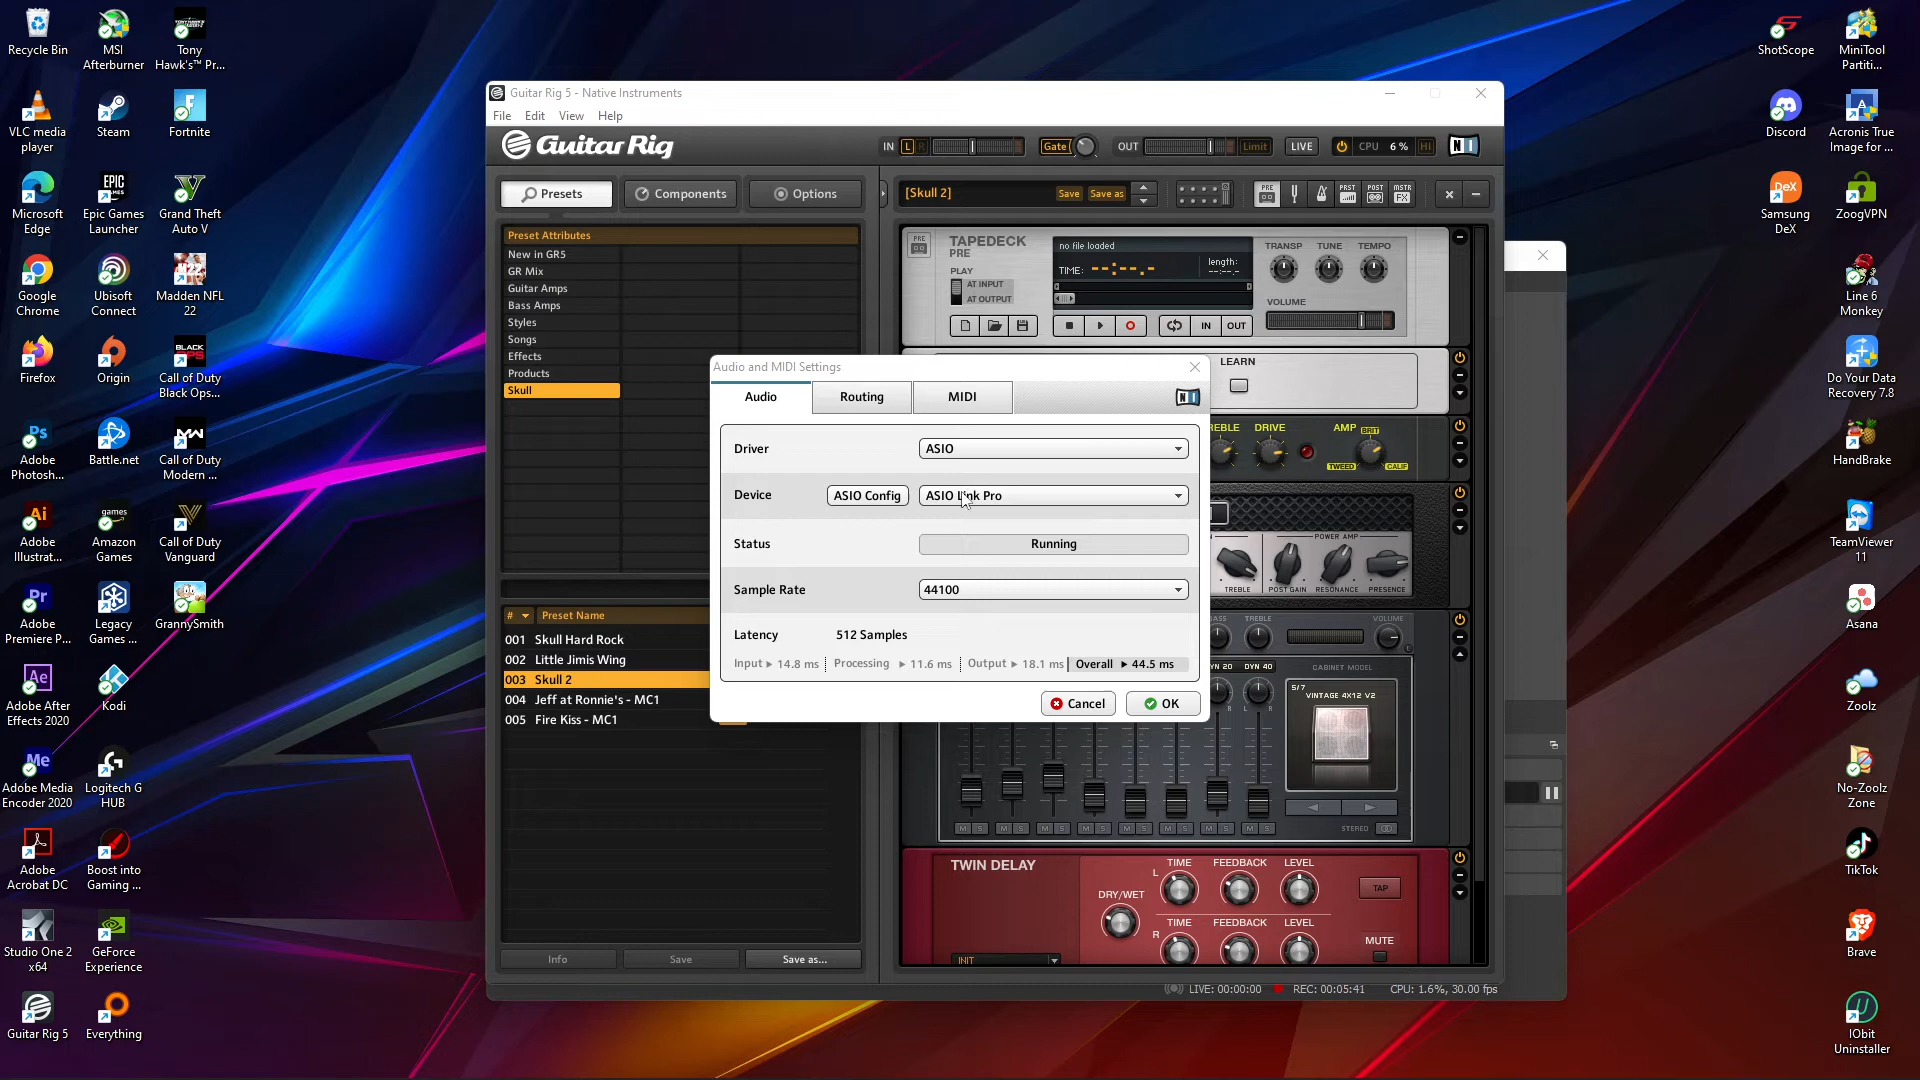 Recycle Bin
MSI
Afterburner
Tony
Hawk's™ Pr...
VLC media
player
Steam
Fortnite
Microsoft
Edge
Epic Games
Launcher
Grand Theft
Auto V
Google
Chrome
Ubisoft
Connect
Madden NFL
22
Firefox
Origin
Call of Duty
Black Ops...
Adobe
Photosh...
Battle.net
Call of Duty
Modern ...
Adobe
Illustrat...
Amazon
Games
Call of Duty
Vanguard
Adobe
Premiere P...
Legacy
Games ...
GrannySmith
Adobe After
Effects 2020
Kodi
Adobe Media
Encoder 2020
Logitech G
HUB
Adobe
Acrobat DC
Boost into
Gaming ...
Studio One 2
x64
GeForce
Experience
Guitar Rig 5
Everything
Guitar Rig 5 - Native Instruments
File Edit View Help
Guitar Rig
IN L R Gate OUT Limit LIVE CPU 6 % HI NI
Presets Components Options
[Skull 2] Save Save as PRE PRST POST MSTR FX
Preset Attributes
New in GR5
GR Mix
Guitar Amps
Bass Amps
Styles
Songs
Effects
Products
Skull
# Preset Name
001 Skull Hard Rock
002 Little Jimis Wing
003 Skull 2
004 Jeff at Ronnie's - MC1
005 Fire Kiss - MC1
Info Save Save as...
PRE
TAPEDECK
PRE
PLAY
AT INPUT
AT OUTPUT
no file loaded
TIME: --:--.-
length:
--:--.-
TRANSP TUNE TEMPO
VOLUME
IN OUT
LEARN
Audio and MIDI Settings
Audio Routing MIDI
Driver ASIO
Device ASIO Config ASIO Link Pro
Status Running
Sample Rate 44100
Latency 512 Samples
Input 14.8 ms Processing 11.6 ms Output 18.1 ms Overall 44.5 ms
Cancel OK
REBLE DRIVE AMP BRIT
TWEED CALIF
POWER AMP
TREBLE POST GAIN RESONANCE PRESENCE
TREBLE VOLUME
DYN 20 DYN 40 CABINET MODEL
5/7 VINTAGE 4X12 V2
L R
M S M S M S M S M S M S M S M S
STEREO
TWIN DELAY
TIME FEEDBACK LEVEL
L
DRY/WET
TAP
TIME FEEDBACK LEVEL
R
MUTE
INIT
LIVE: 00:00:00 REC: 00:05:41 CPU: 1.6%, 30.00 fps
ShotScope
MiniTool
Partiti...
Discord
Acronis True
Image for ...
Samsung
DeX
ZoogVPN
Line 6
Monkey
Do Your Data
Recovery 7.8
HandBrake
TeamViewer
11
Asana
Zoolz
No-Zoolz
Zone
TikTok
Brave
IObit
Uninstaller